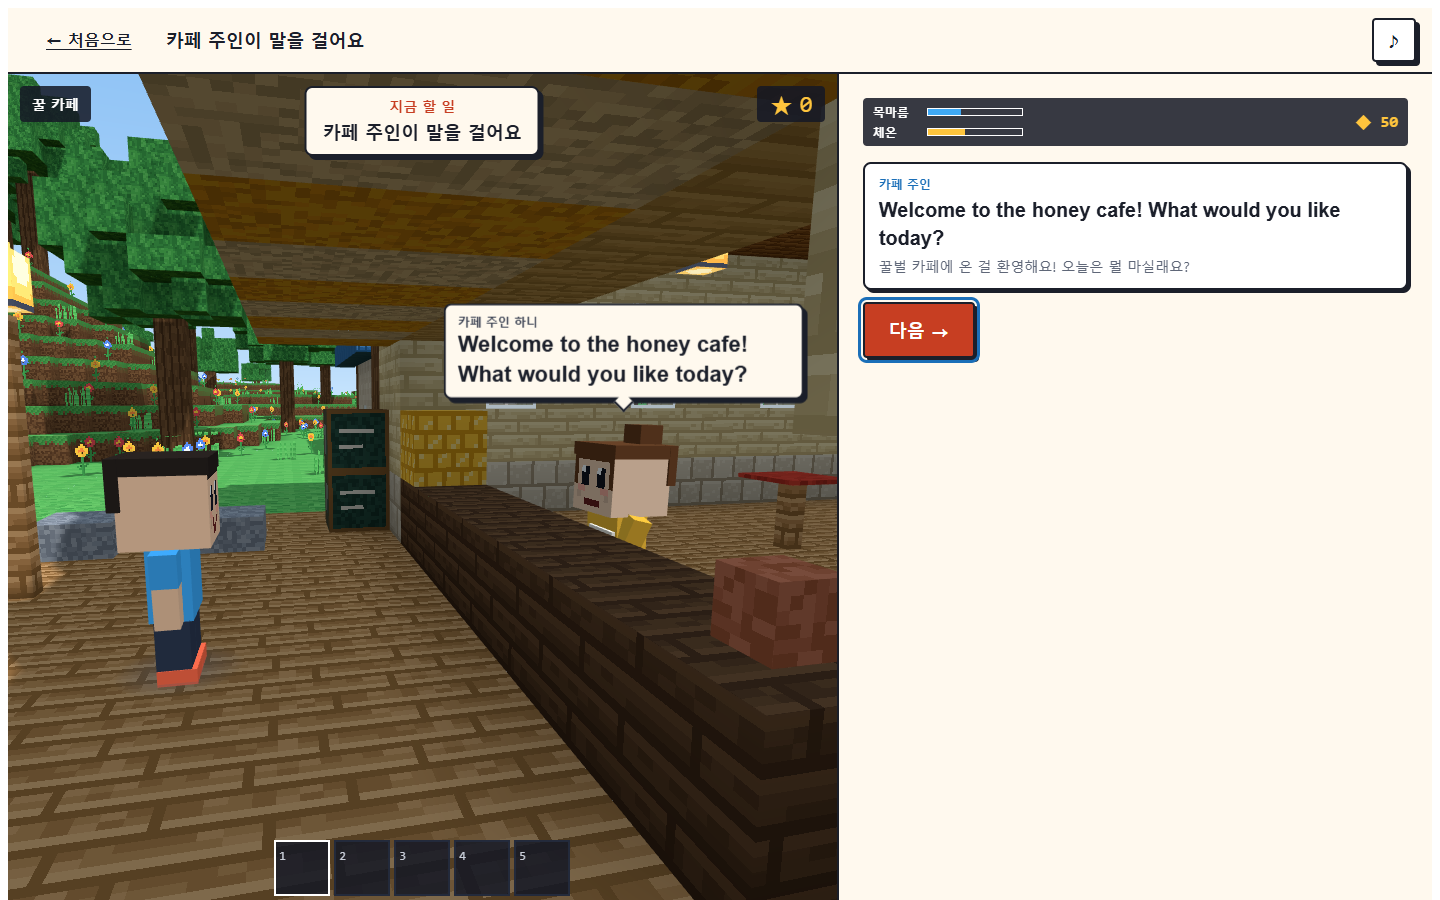 ← 처음으로
카페 주인이 말을 걸어요
♪
꿀 카페
지금 할 일
카페 주인이 말을 걸어요
★ 0
카페 주인 하니
Welcome to the honey cafe!
What would you like today?
1
2
3
4
5
목마름
체온
◆ 50
카페 주인
Welcome to the honey cafe! What would you like
today?
꿀벌 카페에 온 걸 환영해요! 오늘은 뭘 마실래요?
다음 →